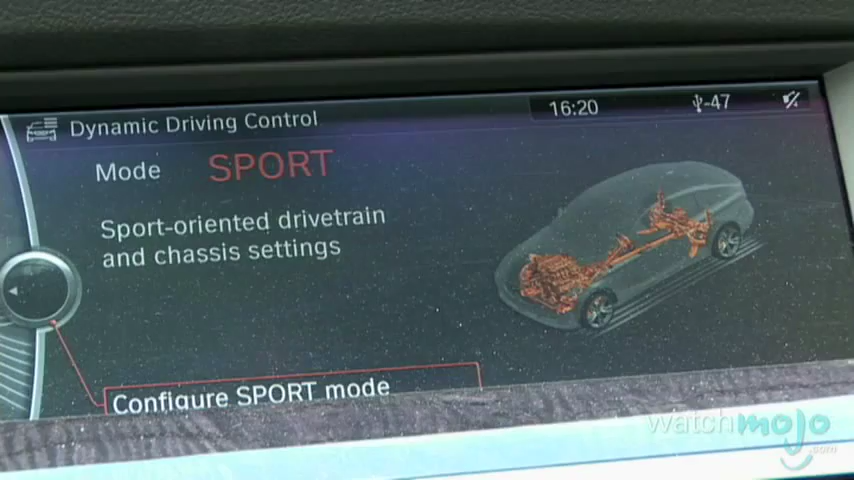 Dynamic Driving Control
16:20
-47
Mode SPORT
Sport-oriented drivetrain
and chassis settings
Configure SPORT mode
watchmojo
.com